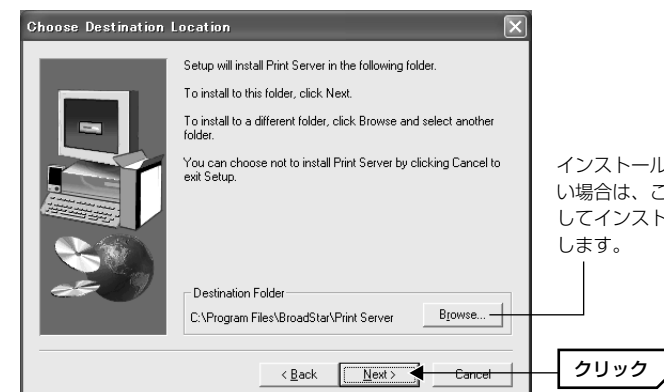 Choose Destination Location
Setup will install Print Server in the following folder.
To install to this folder, click Next.
To install to a different folder, click Browse and select another
folder.
You can choose not to install Print Server by clicking Cancel to
exit Setup.
Destination Folder
C:\Program Files\BroadStar\Print Server
Browse...
< Back
Next >
Cancel
インストール
い場合は、こ
してインスト
します。
クリック